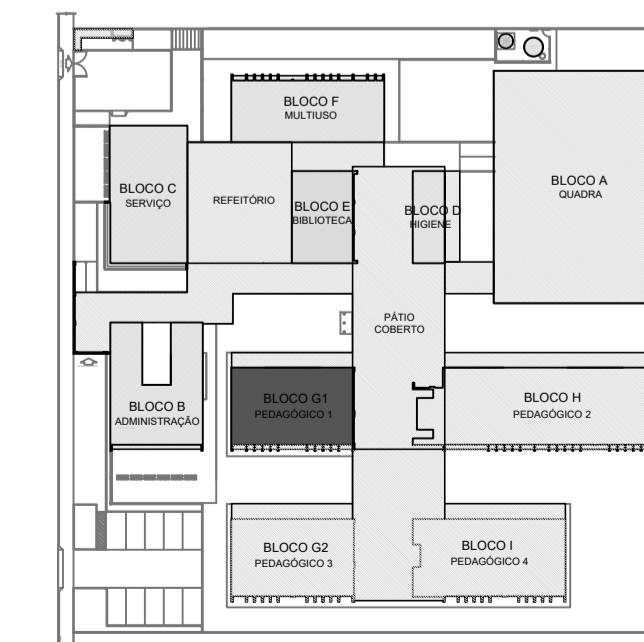 BLOCO F
MULTIUSO
BLOCO A
QUADRA
BLOCO C
SERVIÇO
REFEITÓRIO
BLOCO E
BIBLIOTECA
BLOCO D
HIGIENE
PÁTIO
COBERTO
BLOCO B
ADMINISTRAÇÃO
BLOCO G1
PEDAGÓGICO 1
BLOCO H
PEDAGÓGICO 2
BLOCO G2
PEDAGÓGICO 3
BLOCO I
PEDAGÓGICO 4